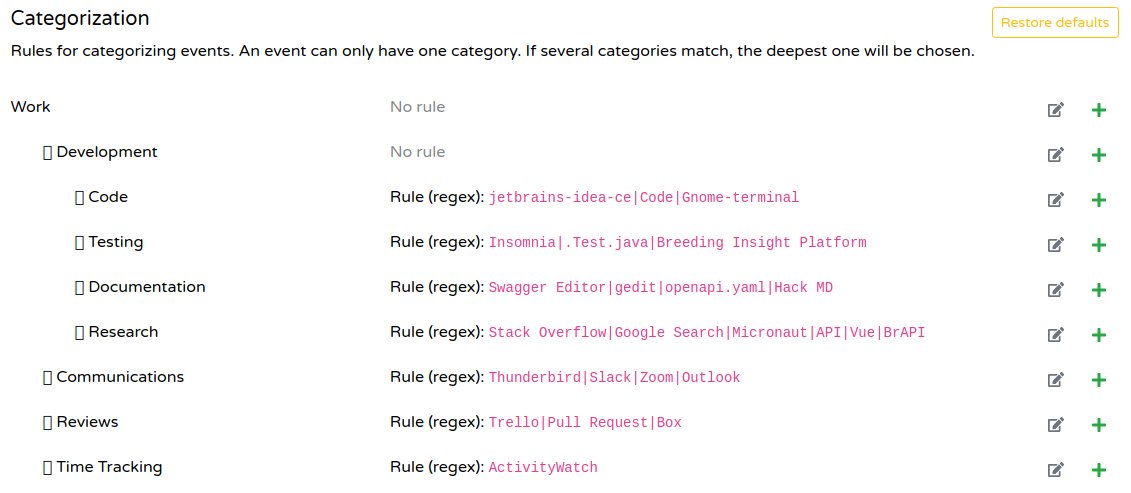 Categorization
Restore defaults
Rules for categorizing events. An event can only have one category. If several categories match, the deepest one will be chosen.
Work No rule
Development No rule
Code Rule (regex): jetbrains-idea-ce|Code|Gnome-terminal
Testing Rule (regex): Insomnia|.Test.java|Breeding Insight Platform
Documentation Rule (regex): Swagger Editor|gedit|openapi.yaml|Hack MD
Research Rule (regex): Stack Overflow|Google Search|Micronaut|API|Vue|BrAPI
Communications Rule (regex): Thunderbird|Slack|Zoom|Outlook
Reviews Rule (regex): Trello|Pull Request|Box
Time Tracking Rule (regex): ActivityWatch